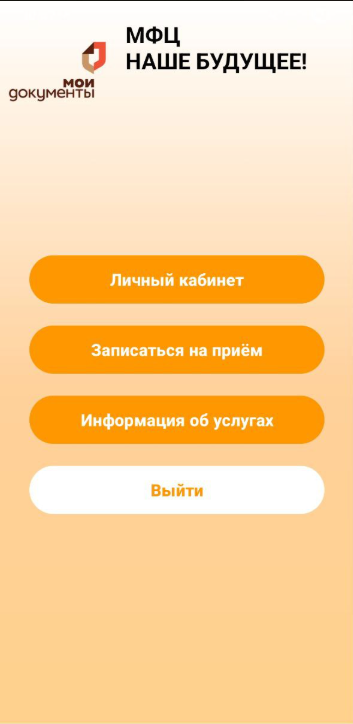 МФЦ
НАШЕ БУДУЩЕЕ!
мои
документы
Личный кабинет
Записаться на приём
Информация об услугах
Выйти